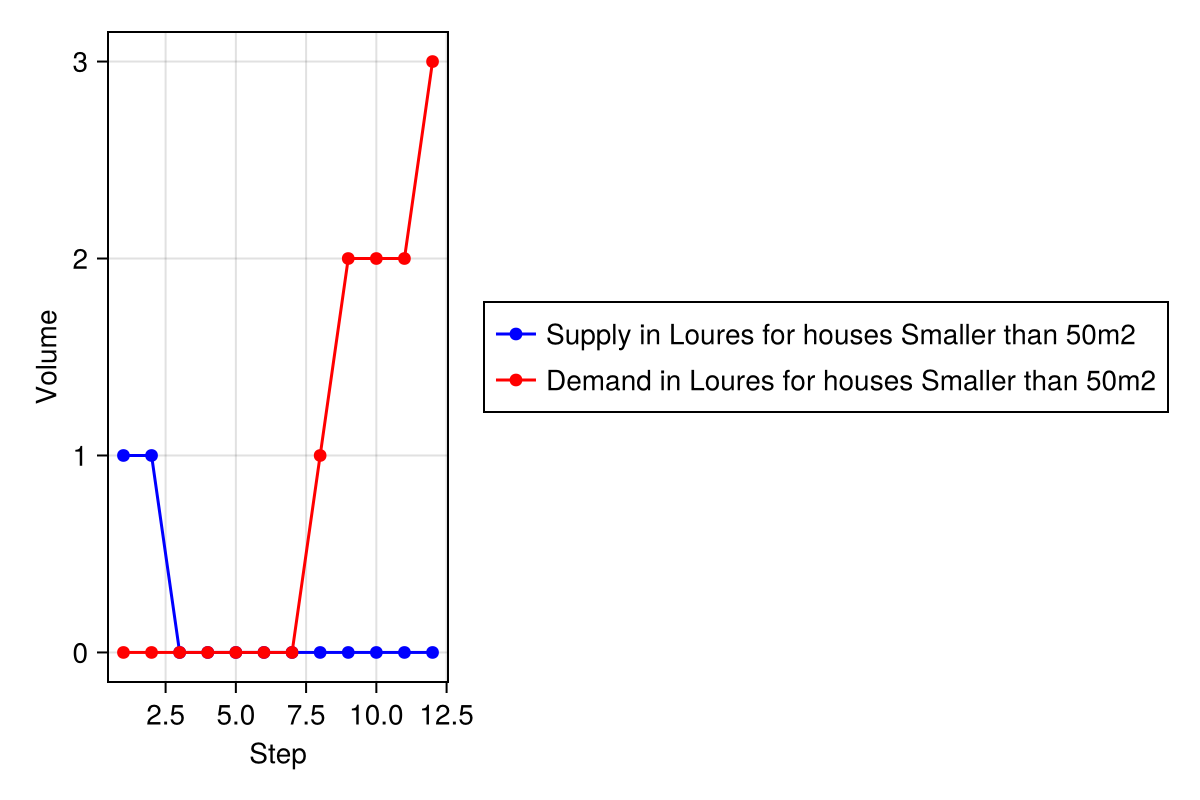 3
2
1
0
Volume
2.5 5.0 7.5 10.0 12.5
Step
Supply in Loures for houses Smaller than 50m2
Demand in Loures for houses Smaller than 50m2